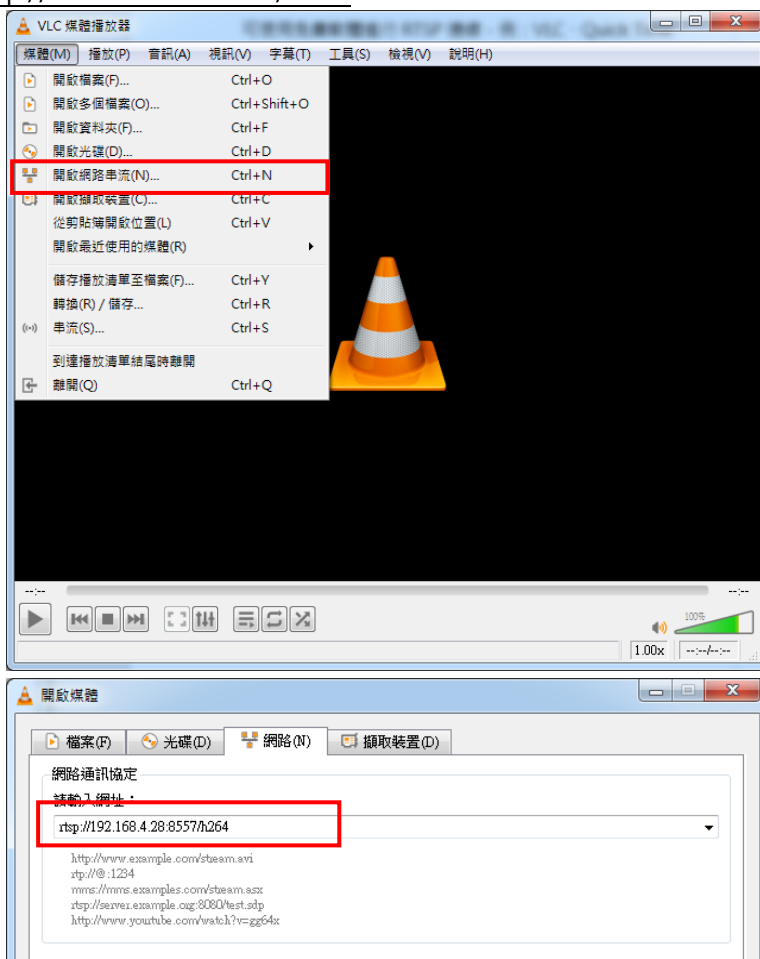 VLC 媒體播放器
媒體(M) 播放(P) 音訊(A) 視訊(V) 字幕(T) 工具(S) 檢視(V) 說明(H)
開啟檔案(F)... Ctrl+O
開啟多個檔案(O)... Ctrl+Shift+O
開啟資料夾(F)... Ctrl+F
開啟光碟(D)... Ctrl+D
開啟網路串流(N)... Ctrl+N
開啟擷取裝置(C)... Ctrl+C
從剪貼簿開啟位置(L) Ctrl+V
開啟最近使用的媒體(R)
儲存播放清單至檔案(F)... Ctrl+Y
轉換(R) / 儲存... Ctrl+R
串流(S)... Ctrl+S
到達播放清單結尾時離開
離開(Q) Ctrl+Q
--:-- --:--
100%
1.00x --:--/--:--
開啟媒體
檔案(F) 光碟(D) 網路(N) 擷取裝置(D)
網路通訊協定
請輸入網址：
rtsp://192.168.4.28:8557/h264
http://www.example.com/stream.avi
rtp://@:1234
mms://mms.examples.com/stream.asx
rtsp://server.example.org:8080/test.sdp
http://www.yourtube.com/watch?v=gg64x